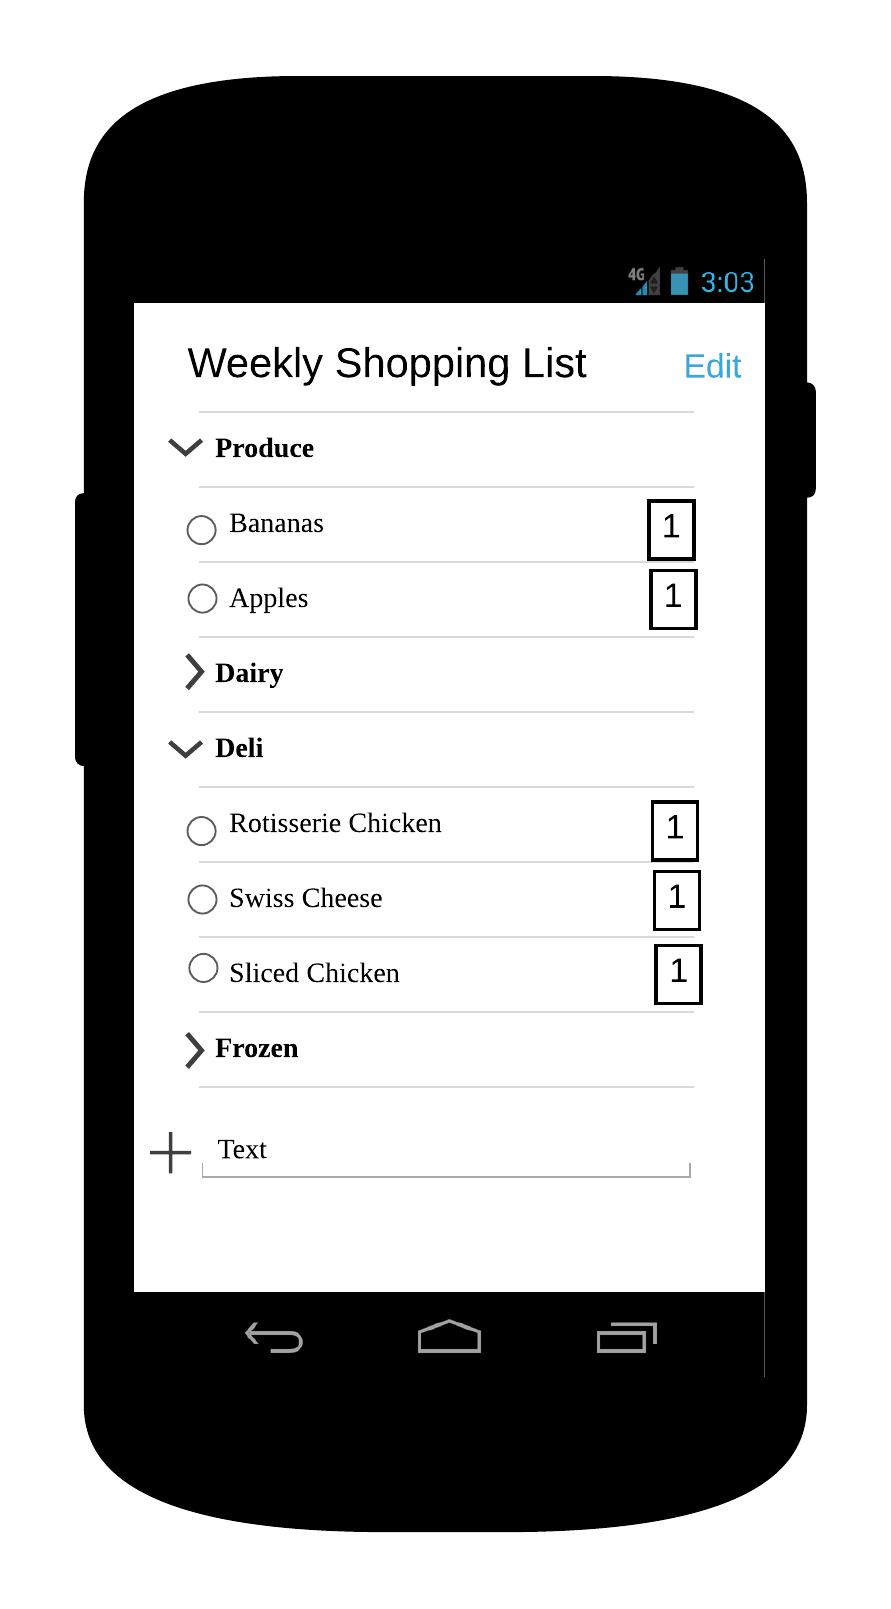 4G 3:03
Weekly Shopping List Edit
Produce
Bananas 1
Apples 1
Dairy
Deli
Rotisserie Chicken 1
Swiss Cheese 1
Sliced Chicken 1
Frozen
Text